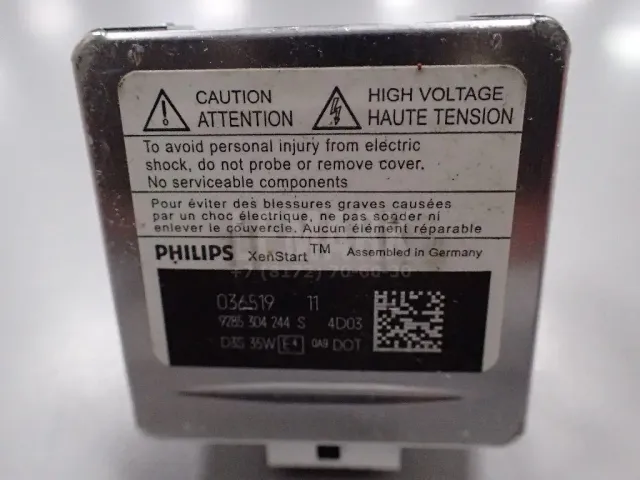 CAUTION
ATTENTION
HIGH VOLTAGE
HAUTE TENSION
To avoid personal injury from electric
shock, do not probe or remove cover.
No serviceable components
Pour éviter des blessures graves causées
par un choc électrique, ne pas sonder ni
enlever le couvercle. Aucun élément réparable
PHILIPS XenStart™ Assembled in Germany
036519 11
9285 304 244 S 4D03
D3S 35W E4 0A9 DOT